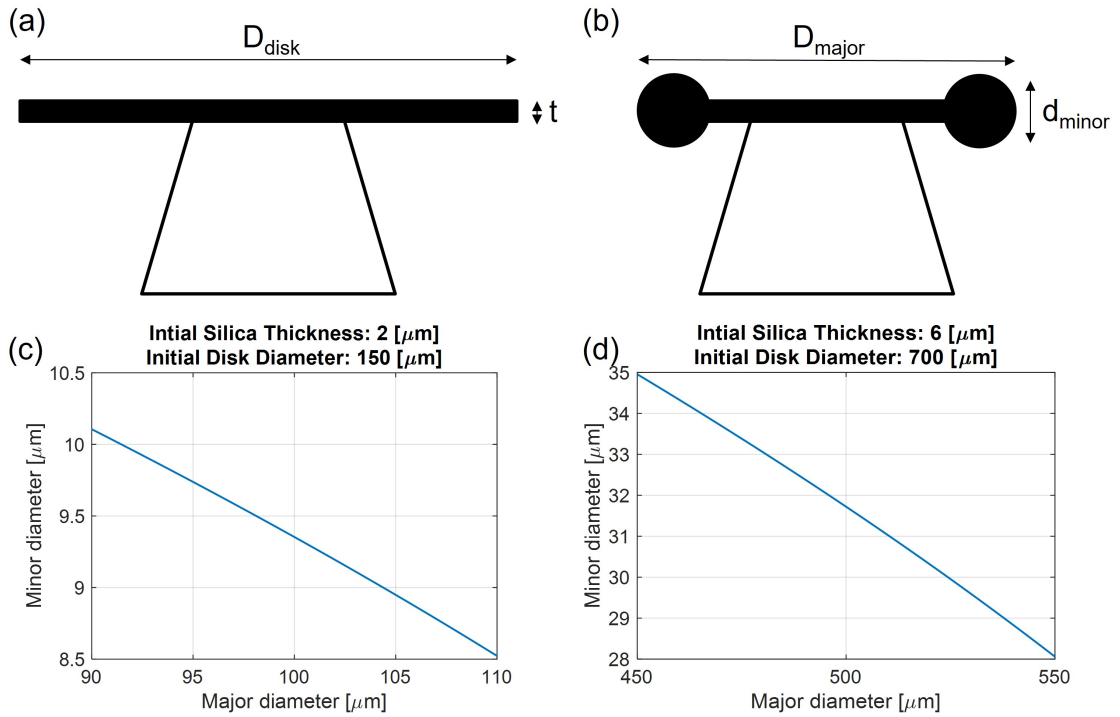 (a)
D_disk
t
(b)
D_major
d_minor
(c)
Intial Silica Thickness: 2 [μm]
Initial Disk Diameter: 150 [μm]
10.5
10
9.5
9
8.5
90
95
100
105
110
Minor diameter [μm]
Major diameter [μm]
(d)
Intial Silica Thickness: 6 [μm]
Initial Disk Diameter: 700 [μm]
35
34
33
32
31
30
29
28
450
500
550
Minor diameter [μm]
Major diameter [μm]